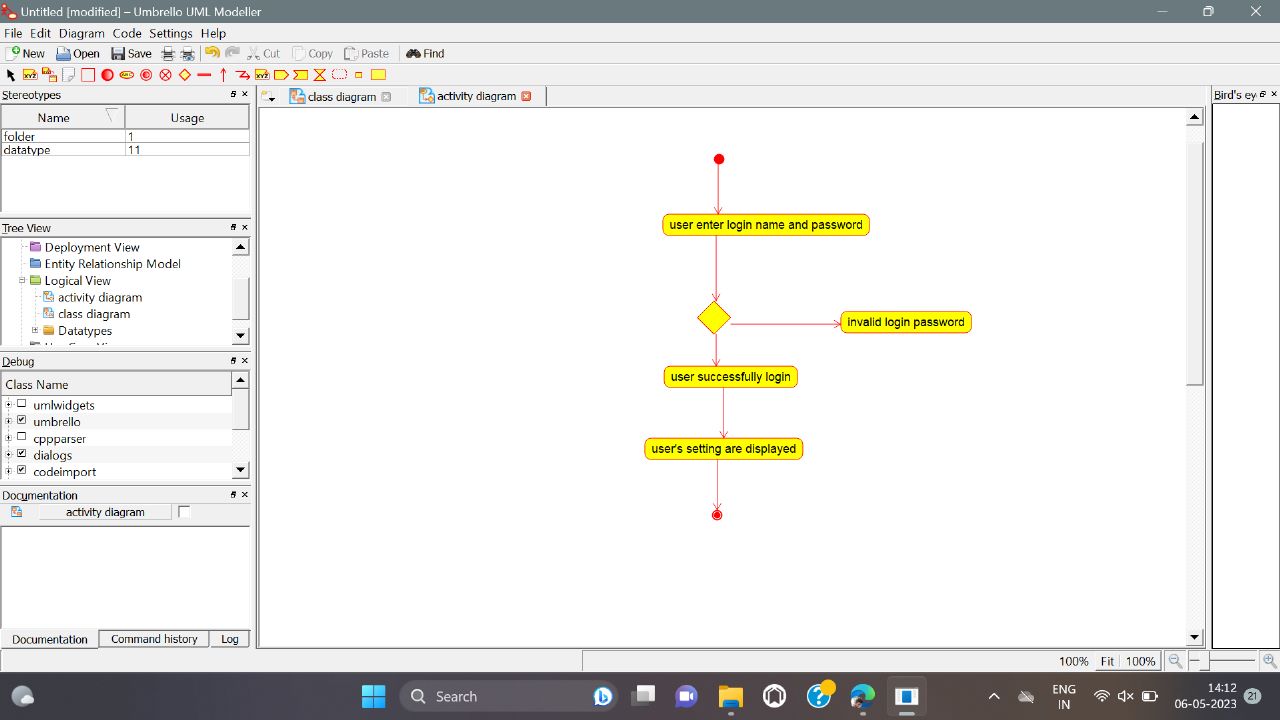 Untitled [modified] – Umbrello UML Modeller
File Edit Diagram Code Settings Help
New Open Save Cut Copy Paste Find
Stereotypes
Name Usage
folder 1
datatype 11
Tree View
Deployment View
Entity Relationship Model
Logical View
activity diagram
class diagram
Datatypes
Debug
Class Name
umlwidgets
umbrello
cppparser
dialogs
codeimport
Documentation
activity diagram
Documentation Command history Log
class diagram activity diagram
user enter login name and password
invalid login password
user successfully login
user's setting are displayed
Bird's ey
100% Fit 100%
Search
ENG
IN
14:12
06-05-2023
21